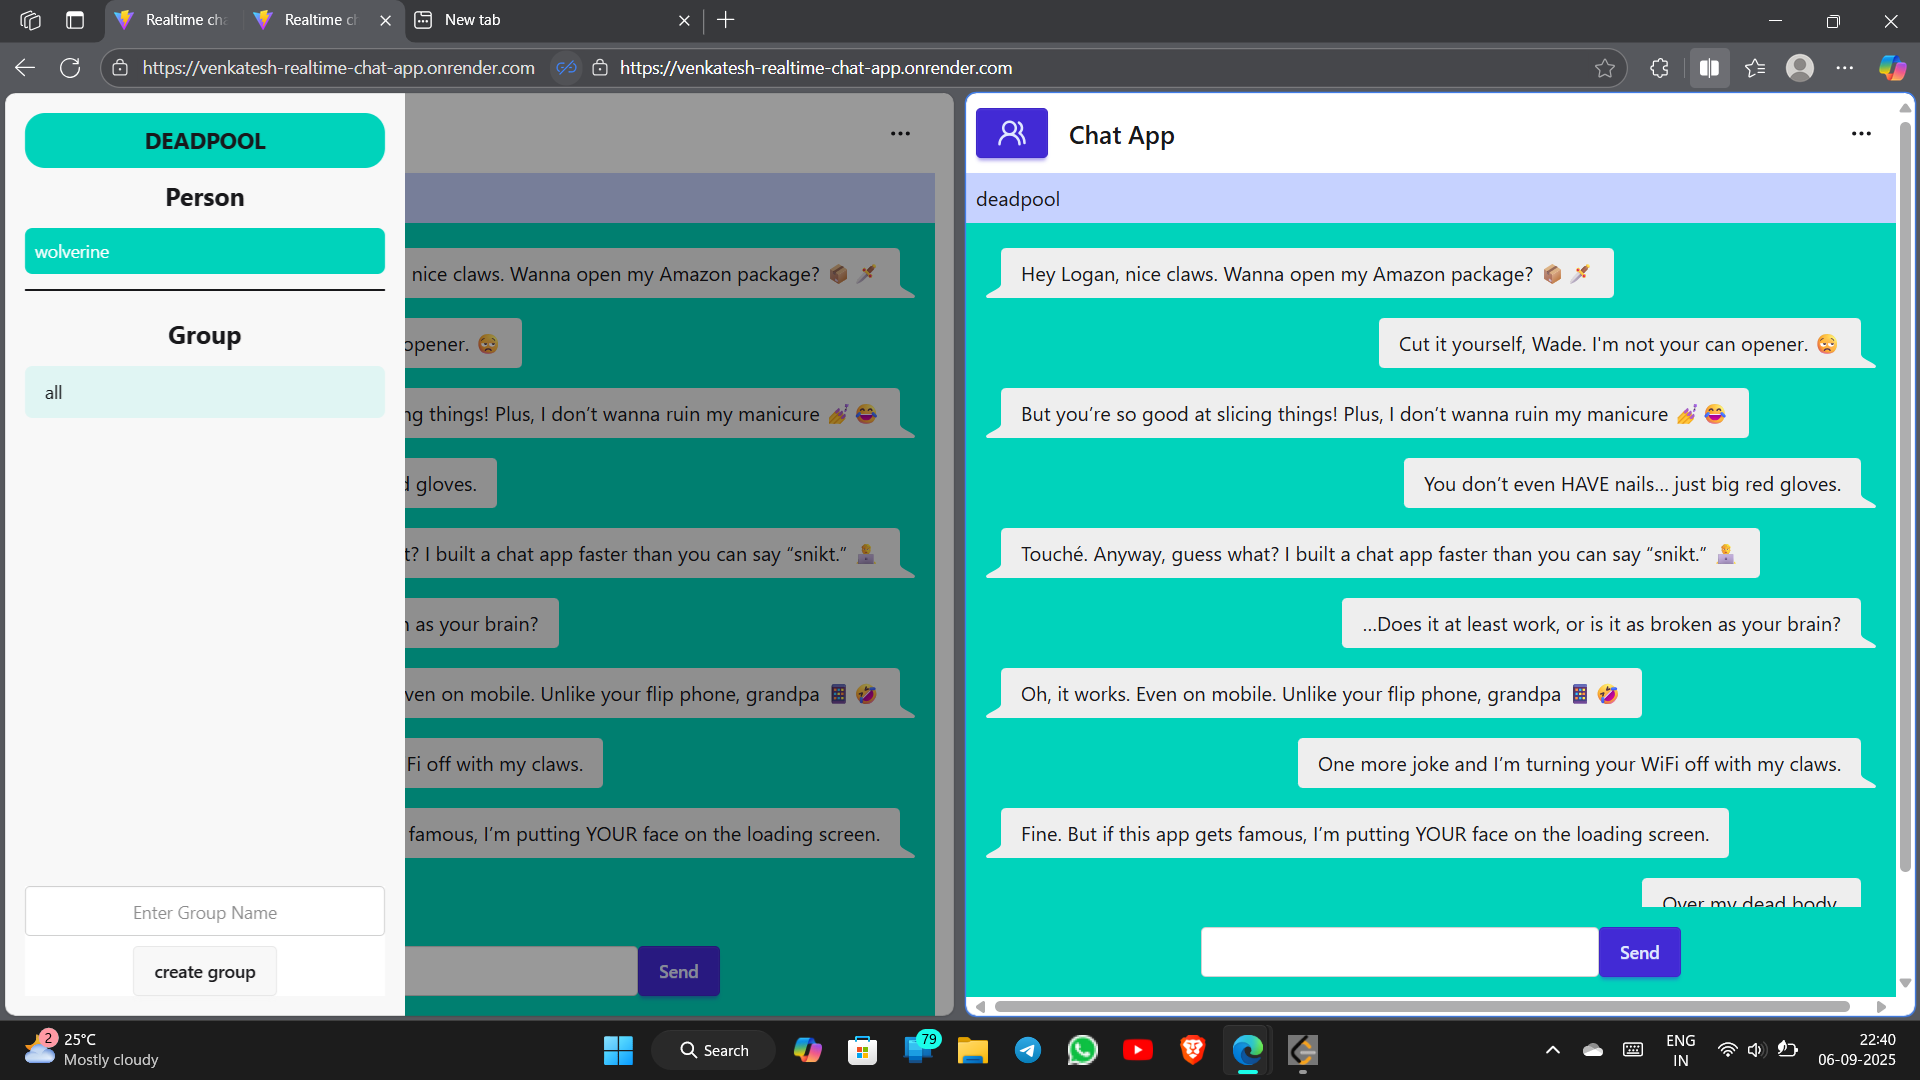 Realtime cha
Realtime ch
New tab
https://venkatesh-realtime-chat-app.onrender.com
https://venkatesh-realtime-chat-app.onrender.com
DEADPOOL
Person
wolverine
Group
all
Enter Group Name
create group
nice claws. Wanna open my Amazon package? 📦 🗡️
opener. 😳
ng things! Plus, I don’t wanna ruin my manicure 💅 😂
d gloves.
t? I built a chat app faster than you can say “snikt.” 🧑‍💻
n as your brain?
ven on mobile. Unlike your flip phone, grandpa 📱 🤣
Fi off with my claws.
famous, I’m putting YOUR face on the loading screen.
Send
Chat App
deadpool
Hey Logan, nice claws. Wanna open my Amazon package? 📦 🗡️
Cut it yourself, Wade. I'm not your can opener. 😳
But you’re so good at slicing things! Plus, I don’t wanna ruin my manicure 💅 😂
You don’t even HAVE nails… just big red gloves.
Touché. Anyway, guess what? I built a chat app faster than you can say “snikt.” 🧑‍💻
…Does it at least work, or is it as broken as your brain?
Oh, it works. Even on mobile. Unlike your flip phone, grandpa 📱 🤣
One more joke and I’m turning your WiFi off with my claws.
Fine. But if this app gets famous, I’m putting YOUR face on the loading screen.
Over my dead body
Send
2
25°C
Mostly cloudy
Search
79
ENG
IN
22:40
06-09-2025